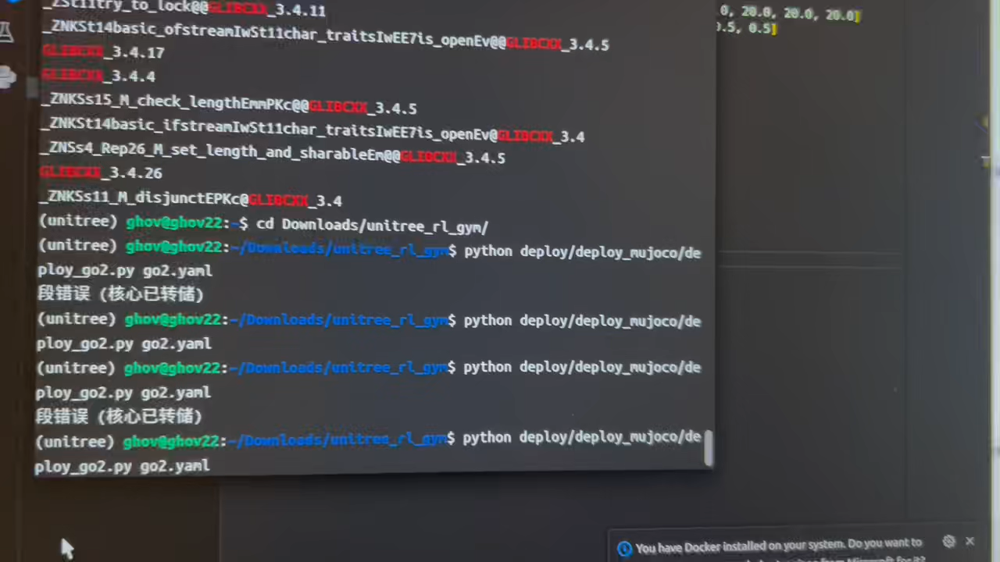 _ZSt11try_to_lock@@GLIBCXX_3.4.11
_ZNKSt14basic_ofstreamIwSt11char_traitsIwEE7is_openEv@@GLIBCXX_3.4.5
GLIBCXX_3.4.17
GLIBCXX_3.4.4
_ZNKSs15_M_check_lengthEmmPKc@@GLIBCXX_3.4.5
_ZNKSt14basic_ifstreamIwSt11char_traitsIwEE7is_openEv@GLIBCXX_3.4
_ZNSs4_Rep26_M_set_length_and_sharableEm@@GLIBCXX_3.4.5
GLIBCXX_3.4.26
_ZNKSs11_M_disjunctEPKc@GLIBCXX_3.4
(unitree) ghov@ghov22:~$ cd Downloads/unitree_rl_gym/
(unitree) ghov@ghov22:~/Downloads/unitree_rl_gym$ python deploy/deploy_mujoco/de
ploy_go2.py go2.yaml
段错误 (核心已转储)
(unitree) ghov@ghov22:~/Downloads/unitree_rl_gym$ python deploy/deploy_mujoco/de
ploy_go2.py go2.yaml
(unitree) ghov@ghov22:~/Downloads/unitree_rl_gym$ python deploy/deploy_mujoco/de
ploy_go2.py go2.yaml
段错误 (核心已转储)
(unitree) ghov@ghov22:~/Downloads/unitree_rl_gym$ python deploy/deploy_mujoco/de
ploy_go2.py go2.yaml
0, 20.0, 20.0, 20.0]
0.5, 0.5]
You have Docker installed on your system. Do you want to